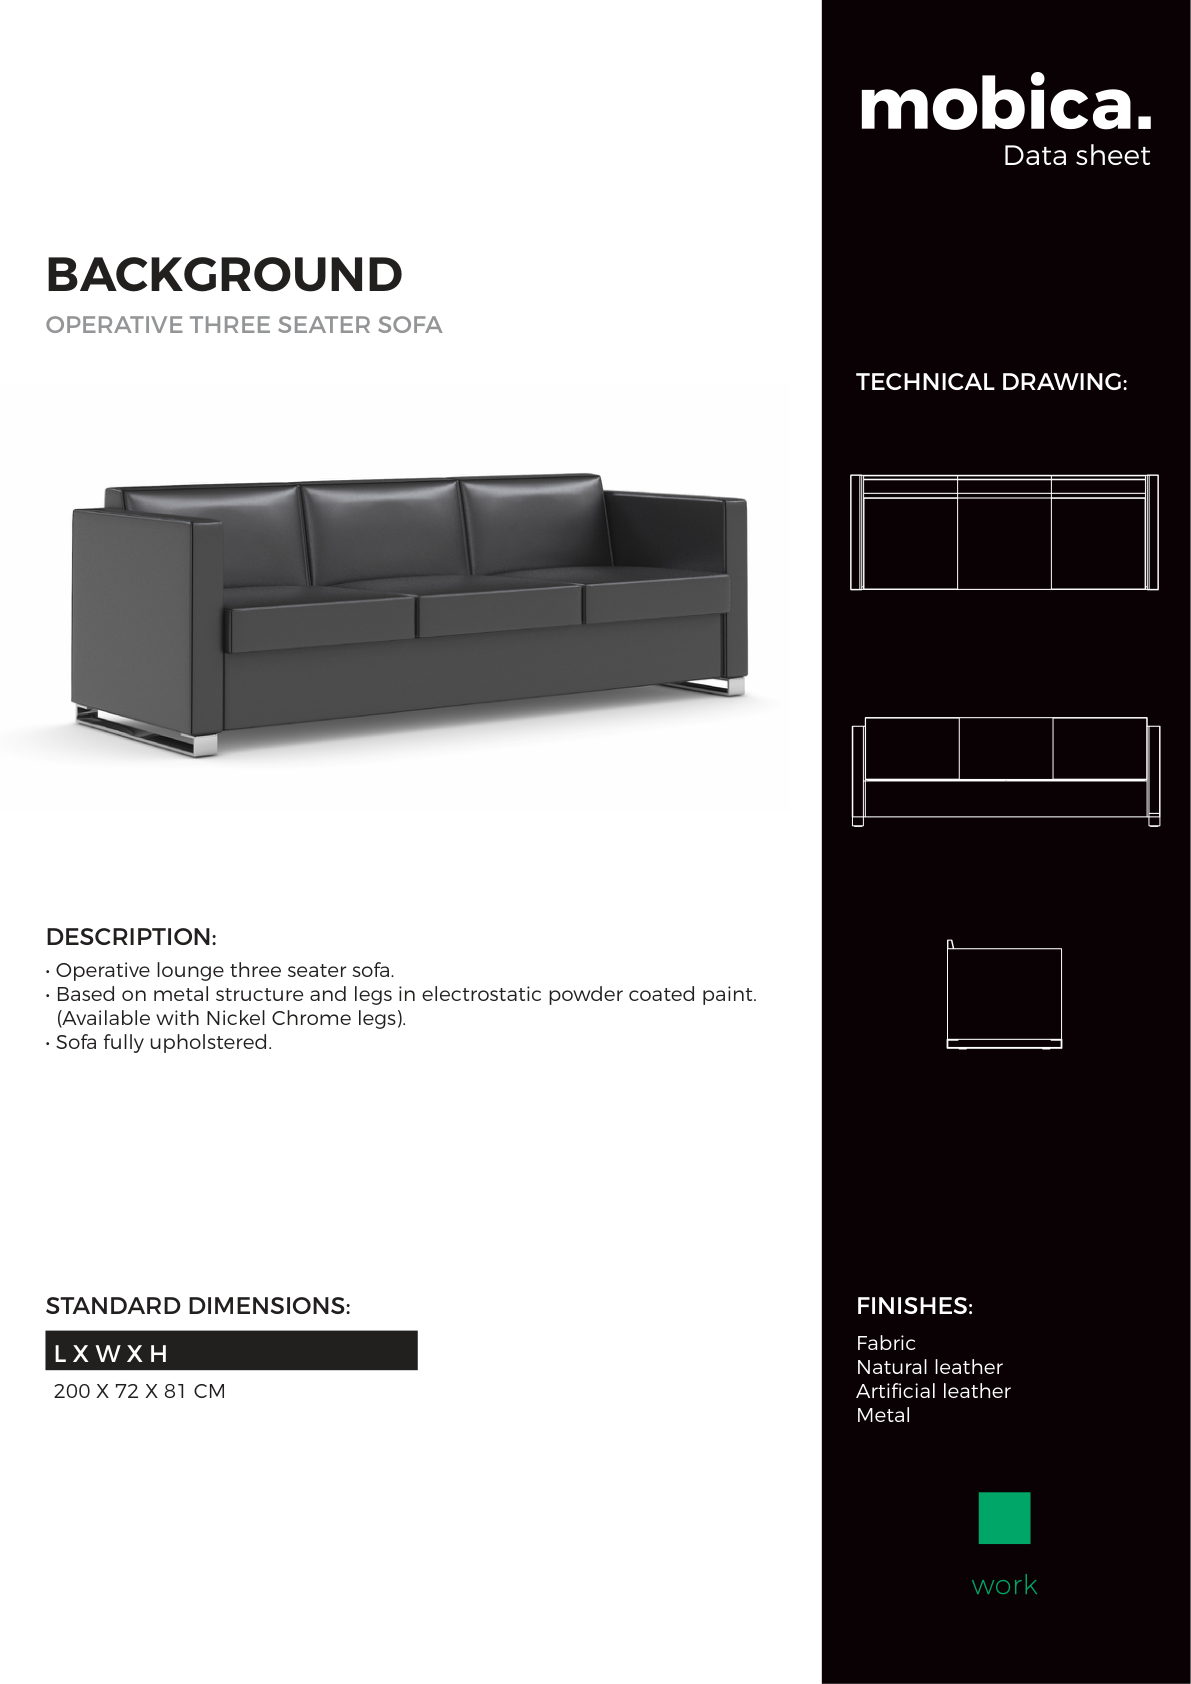 mobica.
Data sheet
BACKGROUND
OPERATIVE THREE SEATER SOFA
TECHNICAL DRAWING:
DESCRIPTION:
• Operative lounge three seater sofa.
• Based on metal structure and legs in electrostatic powder coated paint.
(Available with Nickel Chrome legs).
• Sofa fully upholstered.
STANDARD DIMENSIONS:
L X W X H
200 X 72 X 81 CM
FINISHES:
Fabric
Natural leather
Artificial leather
Metal
work